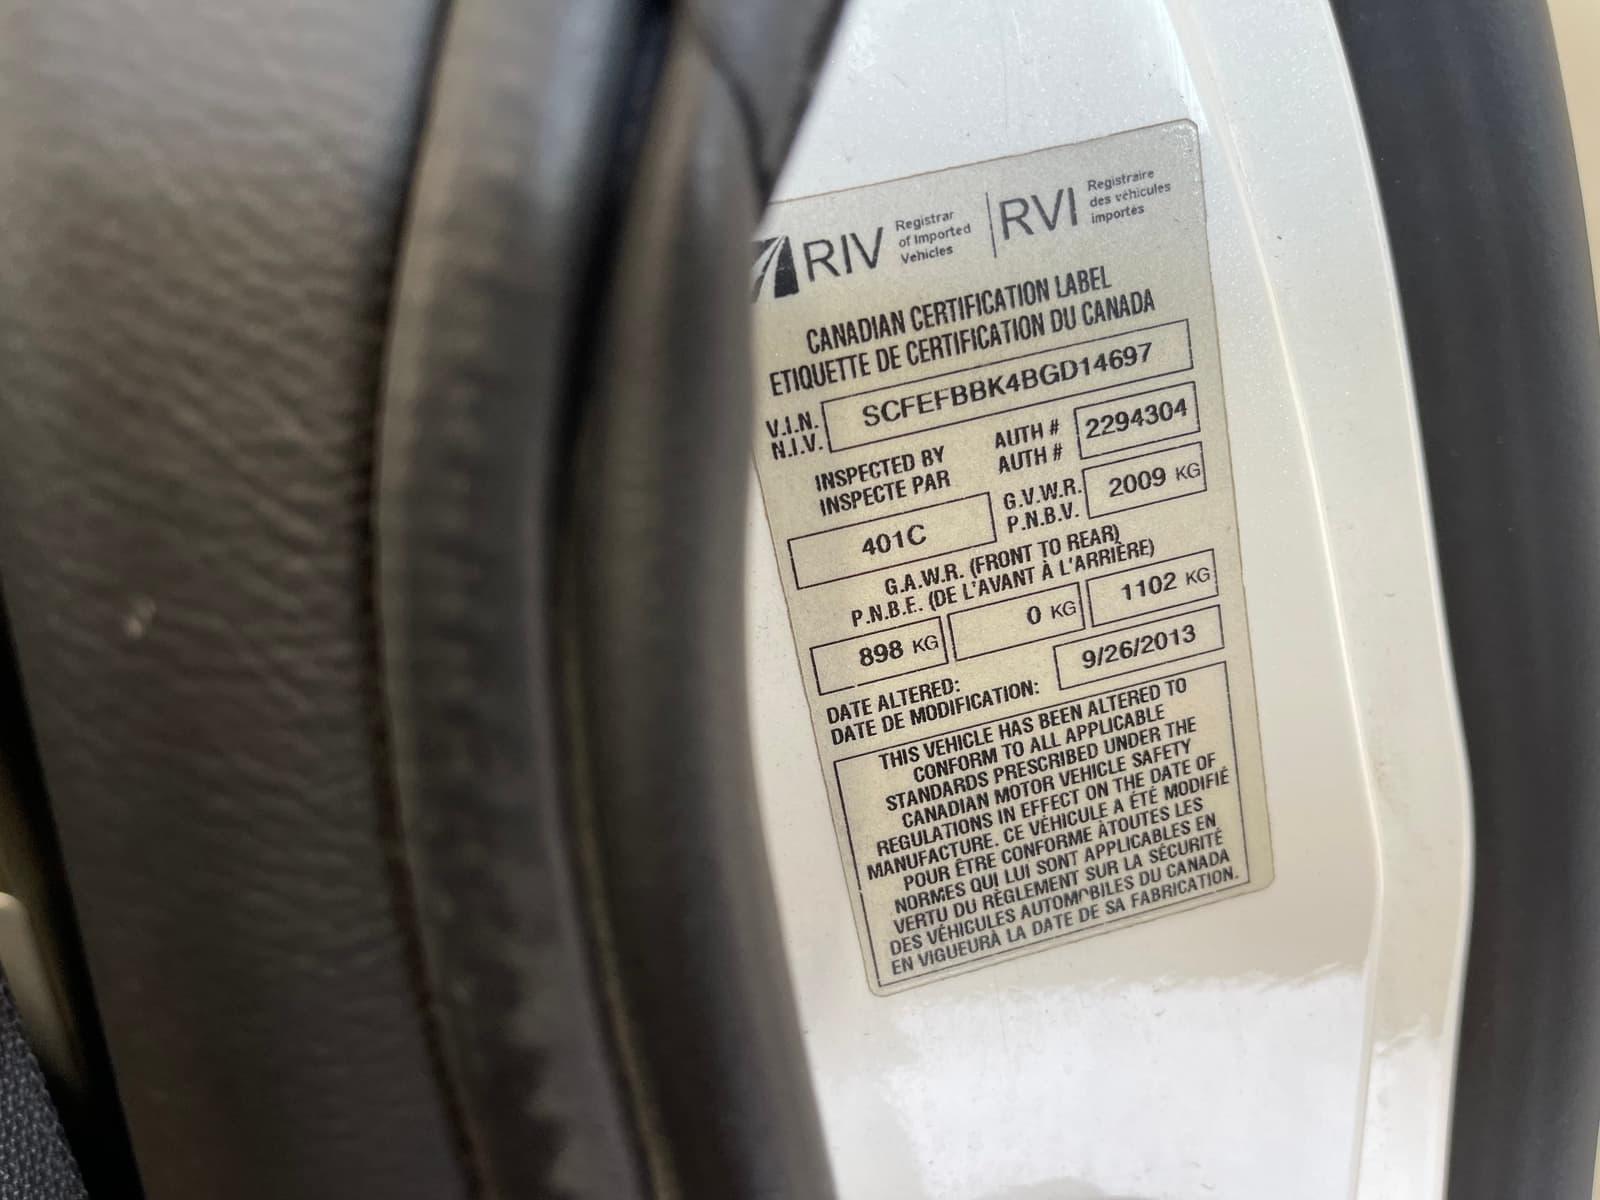 RIV Registrar of Imported Vehicles RVI Registraire des véhicules importés
CANADIAN CERTIFICATION LABEL
ETIQUETTE DE CERTIFICATION DU CANADA
V.I.N. N.I.V. SCFEFBBK4BGD14697
INSPECTED BY INSPECTE PAR AUTH # AUTH # 2294304
401C G.V.W.R. P.N.B.V. 2009 KG
G.A.W.R. (FRONT TO REAR)
P.N.B.E. (DE L'AVANT À L'ARRIÈRE)
898 KG 0 KG 1102 KG
DATE ALTERED:
DATE DE MODIFICATION: 9/26/2013
THIS VEHICLE HAS BEEN ALTERED TO
CONFORM TO ALL APPLICABLE
STANDARDS PRESCRIBED UNDER THE
CANADIAN MOTOR VEHICLE SAFETY
REGULATIONS IN EFFECT ON THE DATE OF
MANUFACTURE. CE VÉHICULE A ÉTÉ MODIFIÉ
POUR ÊTRE CONFORME ÀTOUTES LES
NORMES QUI LUI SONT APPLICABLES EN
VERTU DU RÈGLEMENT SUR LA SÉCURITÉ
DES VÉHICULES AUTOMOBILES DU CANADA
EN VIGUEURÀ LA DATE DE SA FABRICATION.